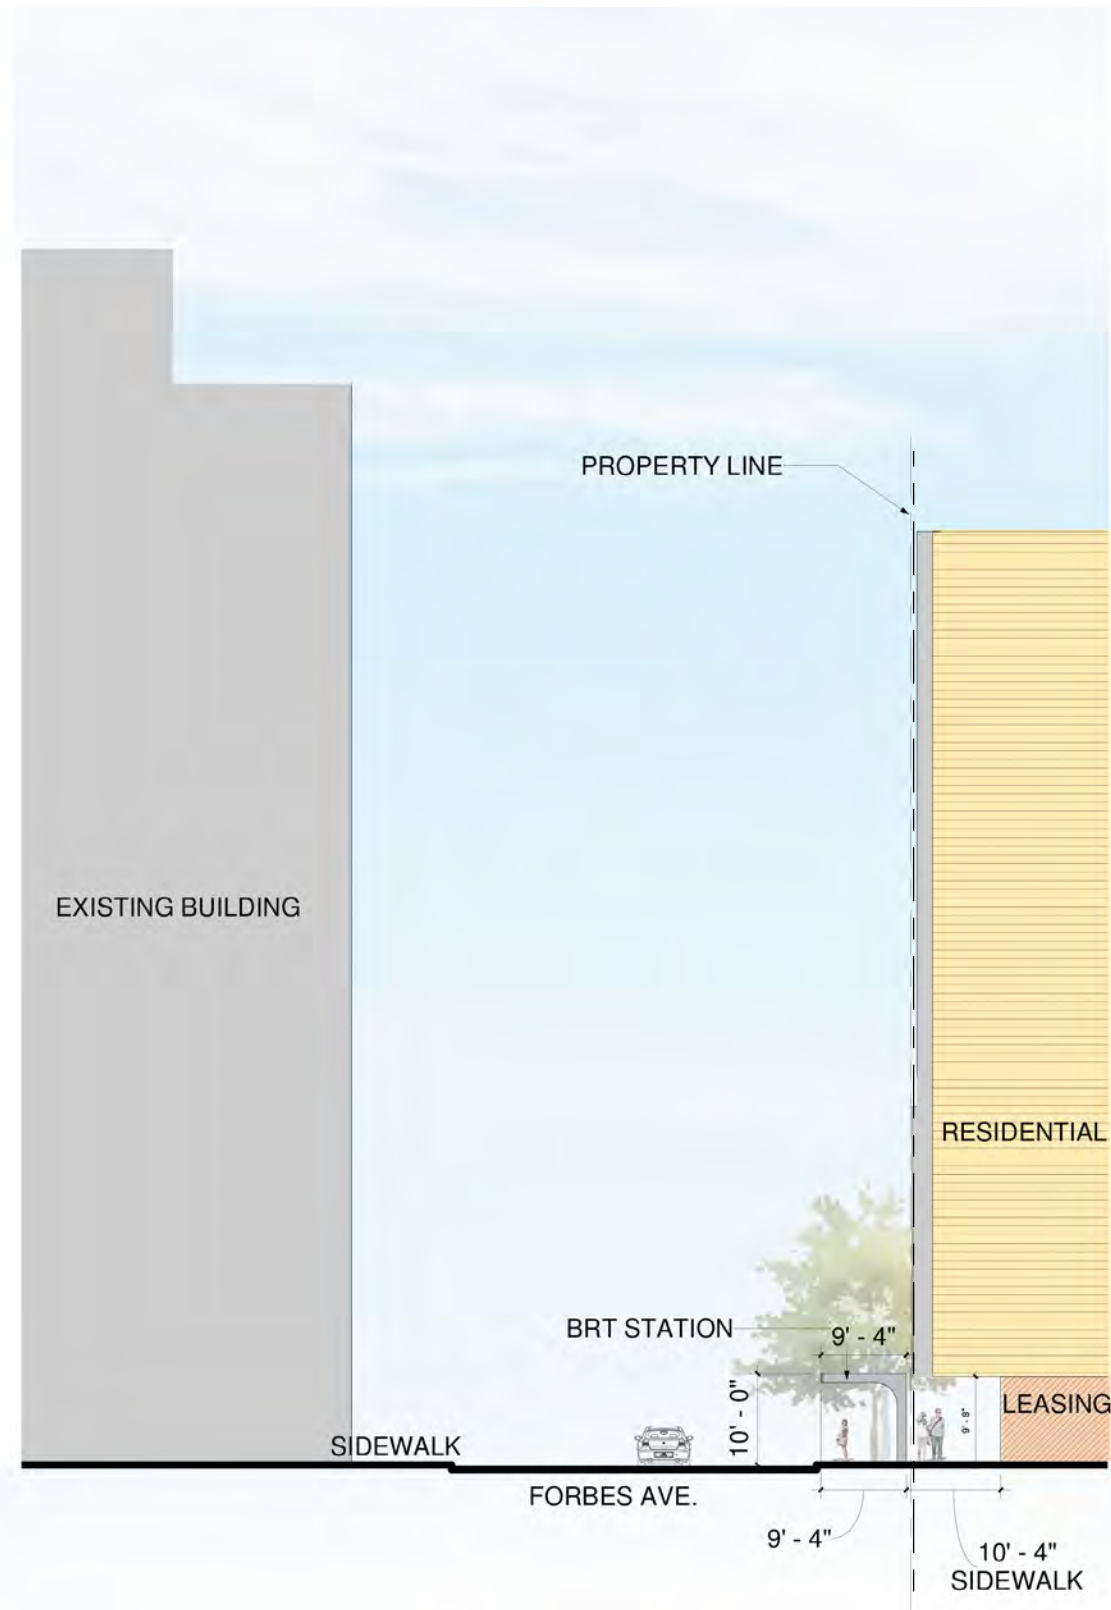 PROPERTY LINE
EXISTING BUILDING
RESIDENTIAL
BRT STATION
9' - 4"
10' - 0"
9' - 8"
LEASING
SIDEWALK
FORBES AVE.
9' - 4"
10' - 4"
SIDEWALK